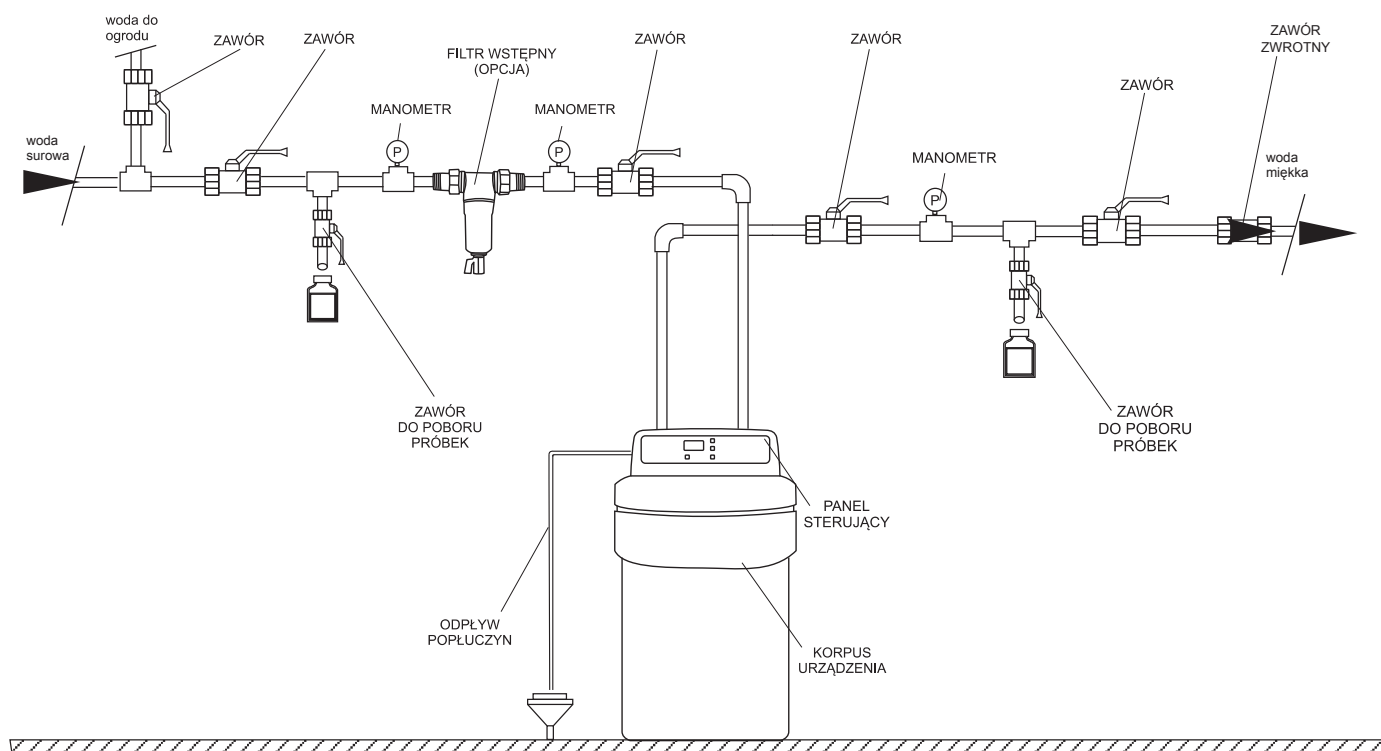 woda do
ogrodu
ZAWÓR
ZAWÓR
FILTR WSTĘPNY
(OPCJA)
ZAWÓR
ZAWÓR
ZAWÓR
ZWROTNY
ZAWÓR
MANOMETR
MANOMETR
woda
surowa
P
P
MANOMETR
woda
miękka
P
ZAWÓR
DO POBORU
PRÓBEK
ZAWÓR
DO POBORU
PRÓBEK
PANEL
STERUJĄCY
ODPŁYW
POPŁUCZYN
KORPUS
URZĄDZENIA